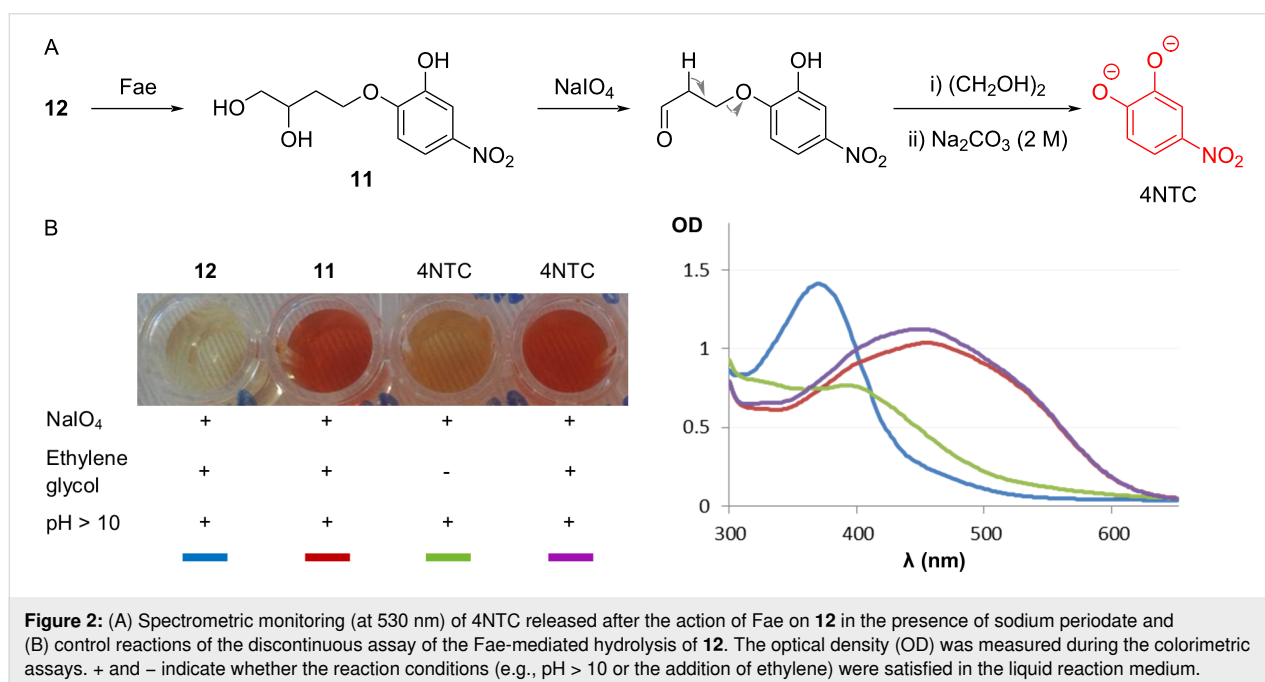 A
12
Fae
HO
OH
O
OH
NO₂
11
NaIO₄
H
O
O
OH
NO₂
i) (CH₂OH)₂
ii) Na₂CO₃ (2 M)
⊖
O
⊖
O
NO₂
4NTC
B
12 11 4NTC 4NTC
NaIO₄ + + + +
Ethylene
glycol + + - +
pH > 10 + + + +
OD
1.5
1
0.5
0
300 400 500 600
λ (nm)
Figure 2: (A) Spectrometric monitoring (at 530 nm) of 4NTC released after the action of Fae on 12 in the presence of sodium periodate and
(B) control reactions of the discontinuous assay of the Fae-mediated hydrolysis of 12. The optical density (OD) was measured during the colorimetric
assays. + and − indicate whether the reaction conditions (e.g., pH > 10 or the addition of ethylene) were satisfied in the liquid reaction medium.